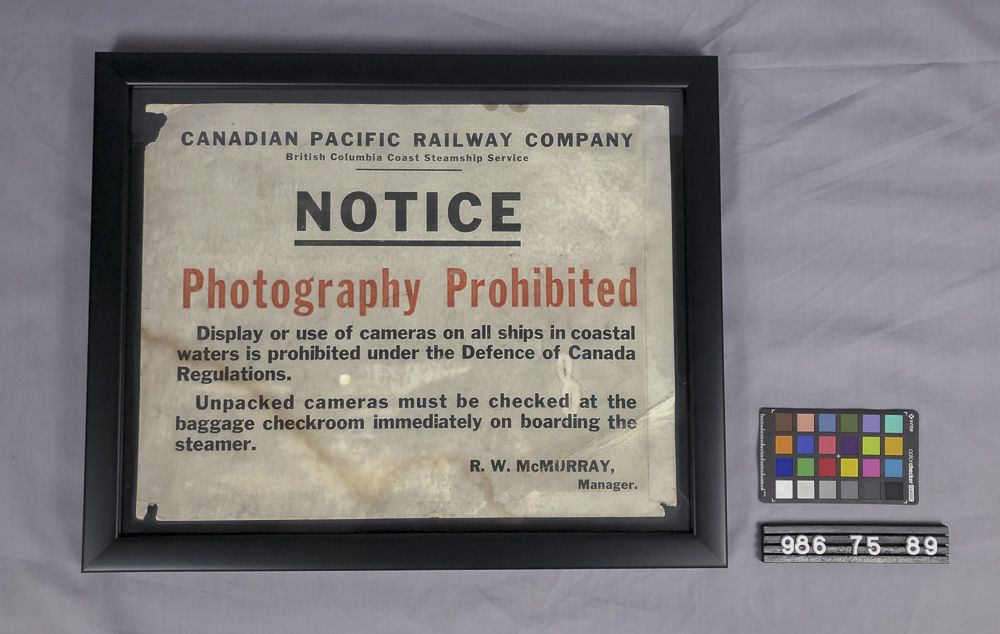 CANADIAN PACIFIC RAILWAY COMPANY
British Columbia Coast Steamship Service
NOTICE
Photography Prohibited
Display or use of cameras on all ships in coastal
waters is prohibited under the Defence of Canada
Regulations.
Unpacked cameras must be checked at the
baggage checkroom immediately on boarding the
steamer.
R. W. McMURRAY,
Manager.
x-rite
colorchecker
986 75 89